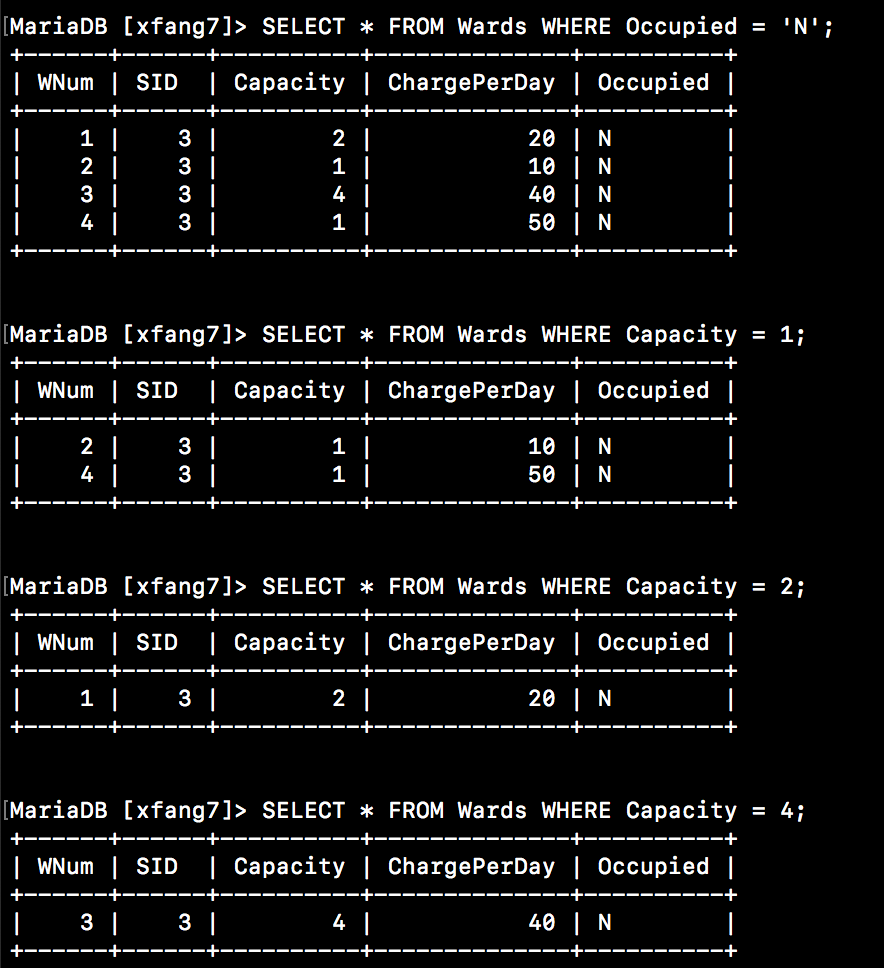 [MariaDB [xfang7]> SELECT * FROM Wards WHERE Occupied = 'N';
+------+------+----------+--------------+----------+
| WNum | SID  | Capacity | ChargePerDay | Occupied |
+------+------+----------+--------------+----------+
|    1 |    3 |        2 |           20 | N        |
|    2 |    3 |        1 |           10 | N        |
|    3 |    3 |        4 |           40 | N        |
|    4 |    3 |        1 |           50 | N        |
+------+------+----------+--------------+----------+
[MariaDB [xfang7]> SELECT * FROM Wards WHERE Capacity = 1;
+------+------+----------+--------------+----------+
| WNum | SID  | Capacity | ChargePerDay | Occupied |
+------+------+----------+--------------+----------+
|    2 |    3 |        1 |           10 | N        |
|    4 |    3 |        1 |           50 | N        |
+------+------+----------+--------------+----------+
[MariaDB [xfang7]> SELECT * FROM Wards WHERE Capacity = 2;
+------+------+----------+--------------+----------+
| WNum | SID  | Capacity | ChargePerDay | Occupied |
+------+------+----------+--------------+----------+
|    1 |    3 |        2 |           20 | N        |
+------+------+----------+--------------+----------+
[MariaDB [xfang7]> SELECT * FROM Wards WHERE Capacity = 4;
+------+------+----------+--------------+----------+
| WNum | SID  | Capacity | ChargePerDay | Occupied |
+------+------+----------+--------------+----------+
|    3 |    3 |        4 |           40 | N        |
+------+------+----------+--------------+----------+